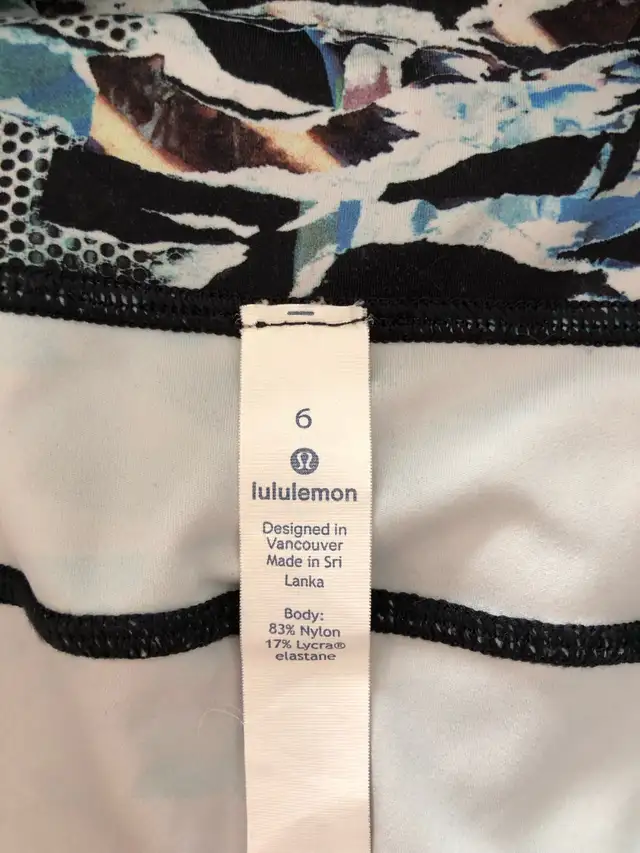 6
lululemon
Designed in
Vancouver
Made in Sri
Lanka
Body:
83% Nylon
17% Lycra®
elastane